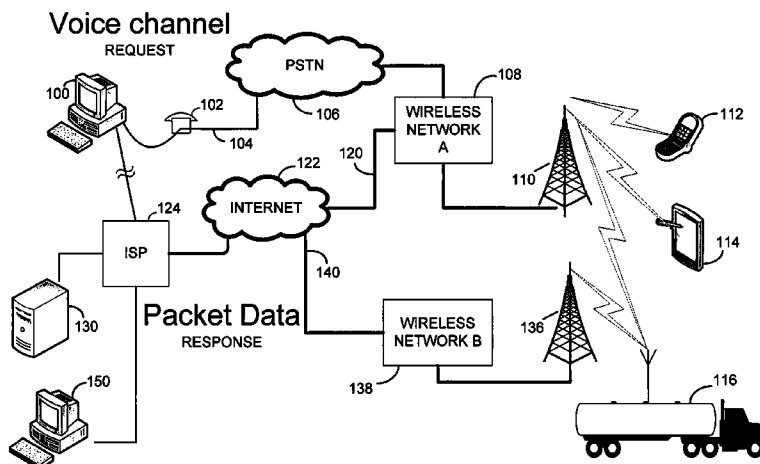 Voice channel
REQUEST
100
102
104
PSTN
106
108
WIRELESS
NETWORK
A
110
112
114
120
122
INTERNET
124
ISP
140
130
Packet Data
RESPONSE
WIRELESS
NETWORK B
138
136
150
116